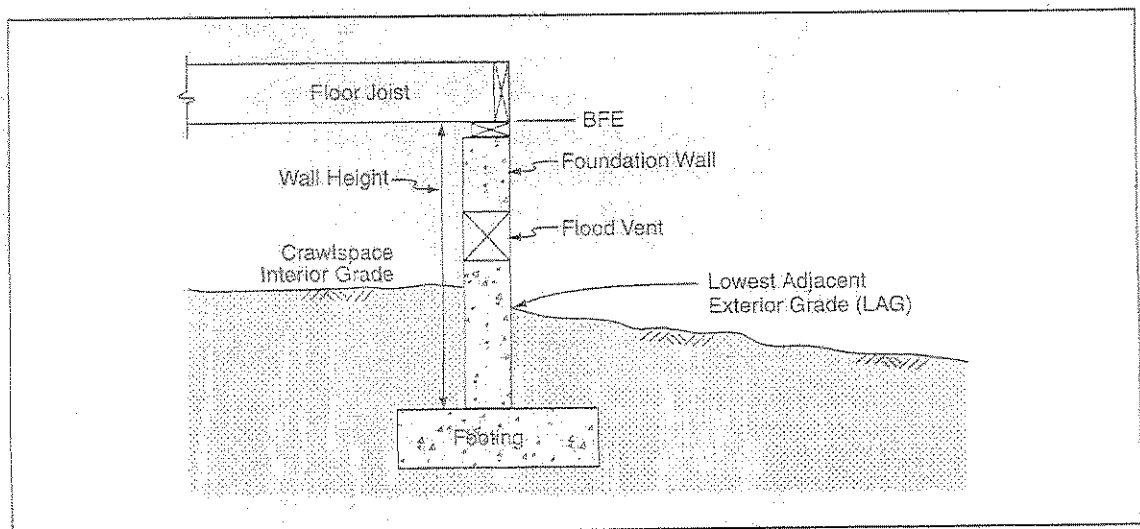 Floor Joist
BFE
Foundation Wall
Wall Height
Flood Vent
Crawlspace
Interior Grade
Lowest Adjacent
Exterior Grade (LAG)
Footing